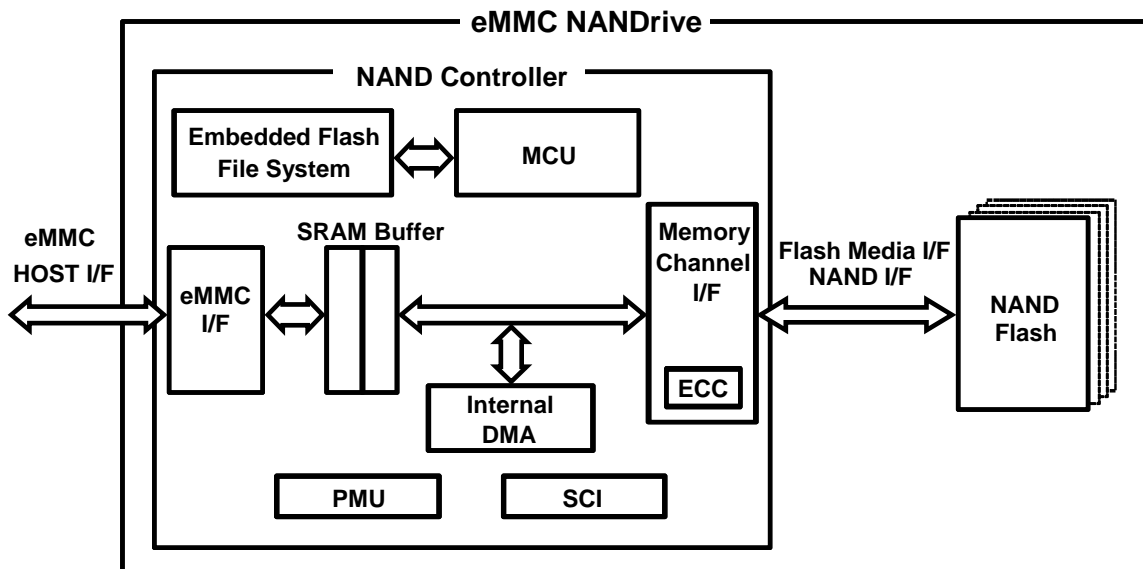 eMMC NANDrive
NAND Controller
Embedded Flash
File System
MCU
SRAM Buffer
eMMC
HOST I/F
eMMC
I/F
Memory
Channel
I/F
ECC
Flash Media I/F
NAND I/F
NAND
Flash
Internal
DMA
PMU
SCI